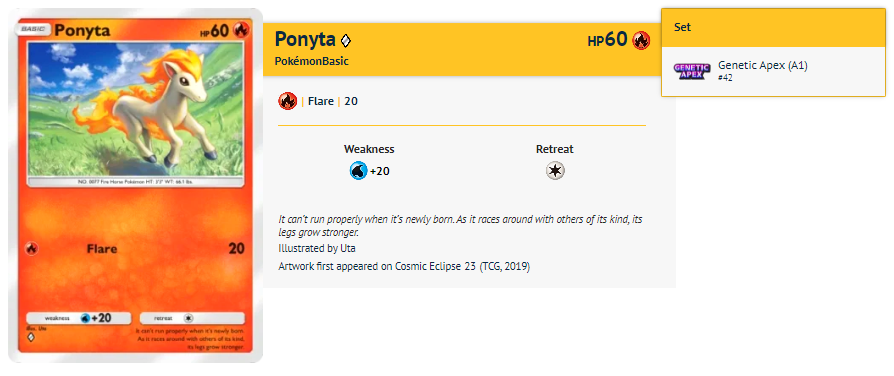 BASIC Ponyta HP60
NO. 0077 Fire Horse Pokémon HT: 3'3" WT: 66.1 lbs.
Flare 20
weakness +20 retreat
Illus. Uta
It can't run properly when it's newly born.
As it races around with others of its kind,
its legs grow stronger.
Ponyta HP60
PokémonBasic
| Flare | 20
Weakness Retreat
+20
It can't run properly when it's newly born. As it races around with others of its kind, its
legs grow stronger.
Illustrated by Uta
Artwork first appeared on Cosmic Eclipse 23 (TCG, 2019)
Set
GENETIC
APEX
Genetic Apex (A1)
#42